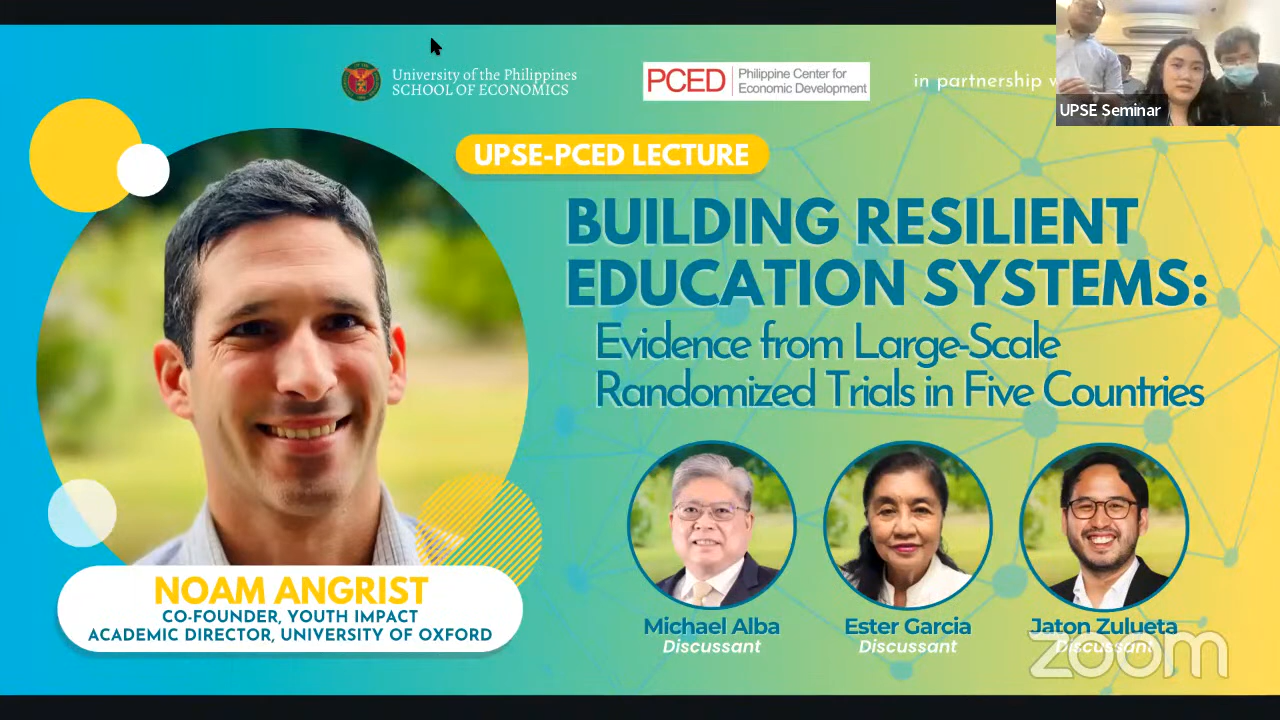 University of the Philippines
SCHOOL OF ECONOMICS
PCED
Philippine Center for
Economic Development
in partnership
UPSE Seminar
UPSE-PCED LECTURE
BUILDING RESILIENT
EDUCATION SYSTEMS:
Evidence from Large-Scale
Randomized Trials in Five Countries
NOAM ANGRIST
CO-FOUNDER, YOUTH IMPACT
ACADEMIC DIRECTOR, UNIVERSITY OF OXFORD
Michael Alba
Discussant
Ester Garcia
Discussant
Jaton Zulueta
Discussant
zoom